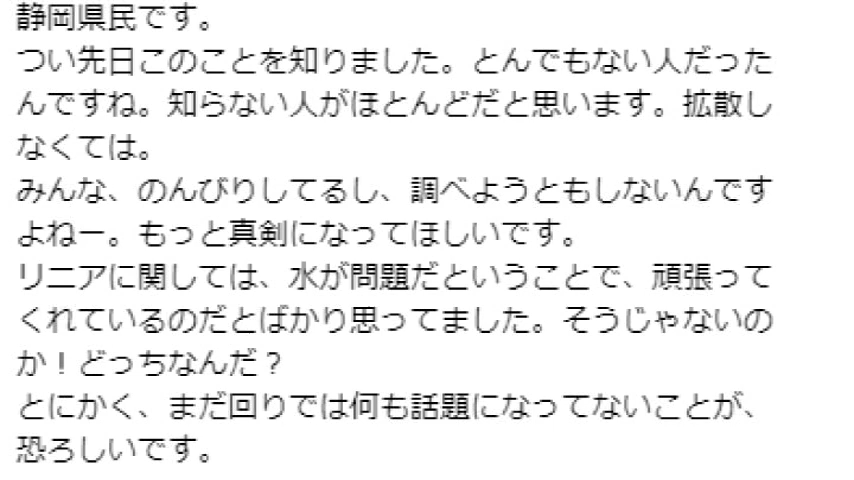 静岡県民です。
つい先日このことを知りました。とんでもない人だった
んですね。知らない人がほとんどだと思います。拡散し
なくては。
みんな、のんびりしてるし、調べようともしないんです
よねー。もっと真剣になってほしいです。
リニアに関しては、水が問題だということで、頑張って
くれているのだとばかり思ってました。そうじゃないの
か！どっちなんだ？
とにかく、まだ回りでは何も話題になってないことが、
恐ろしいです。